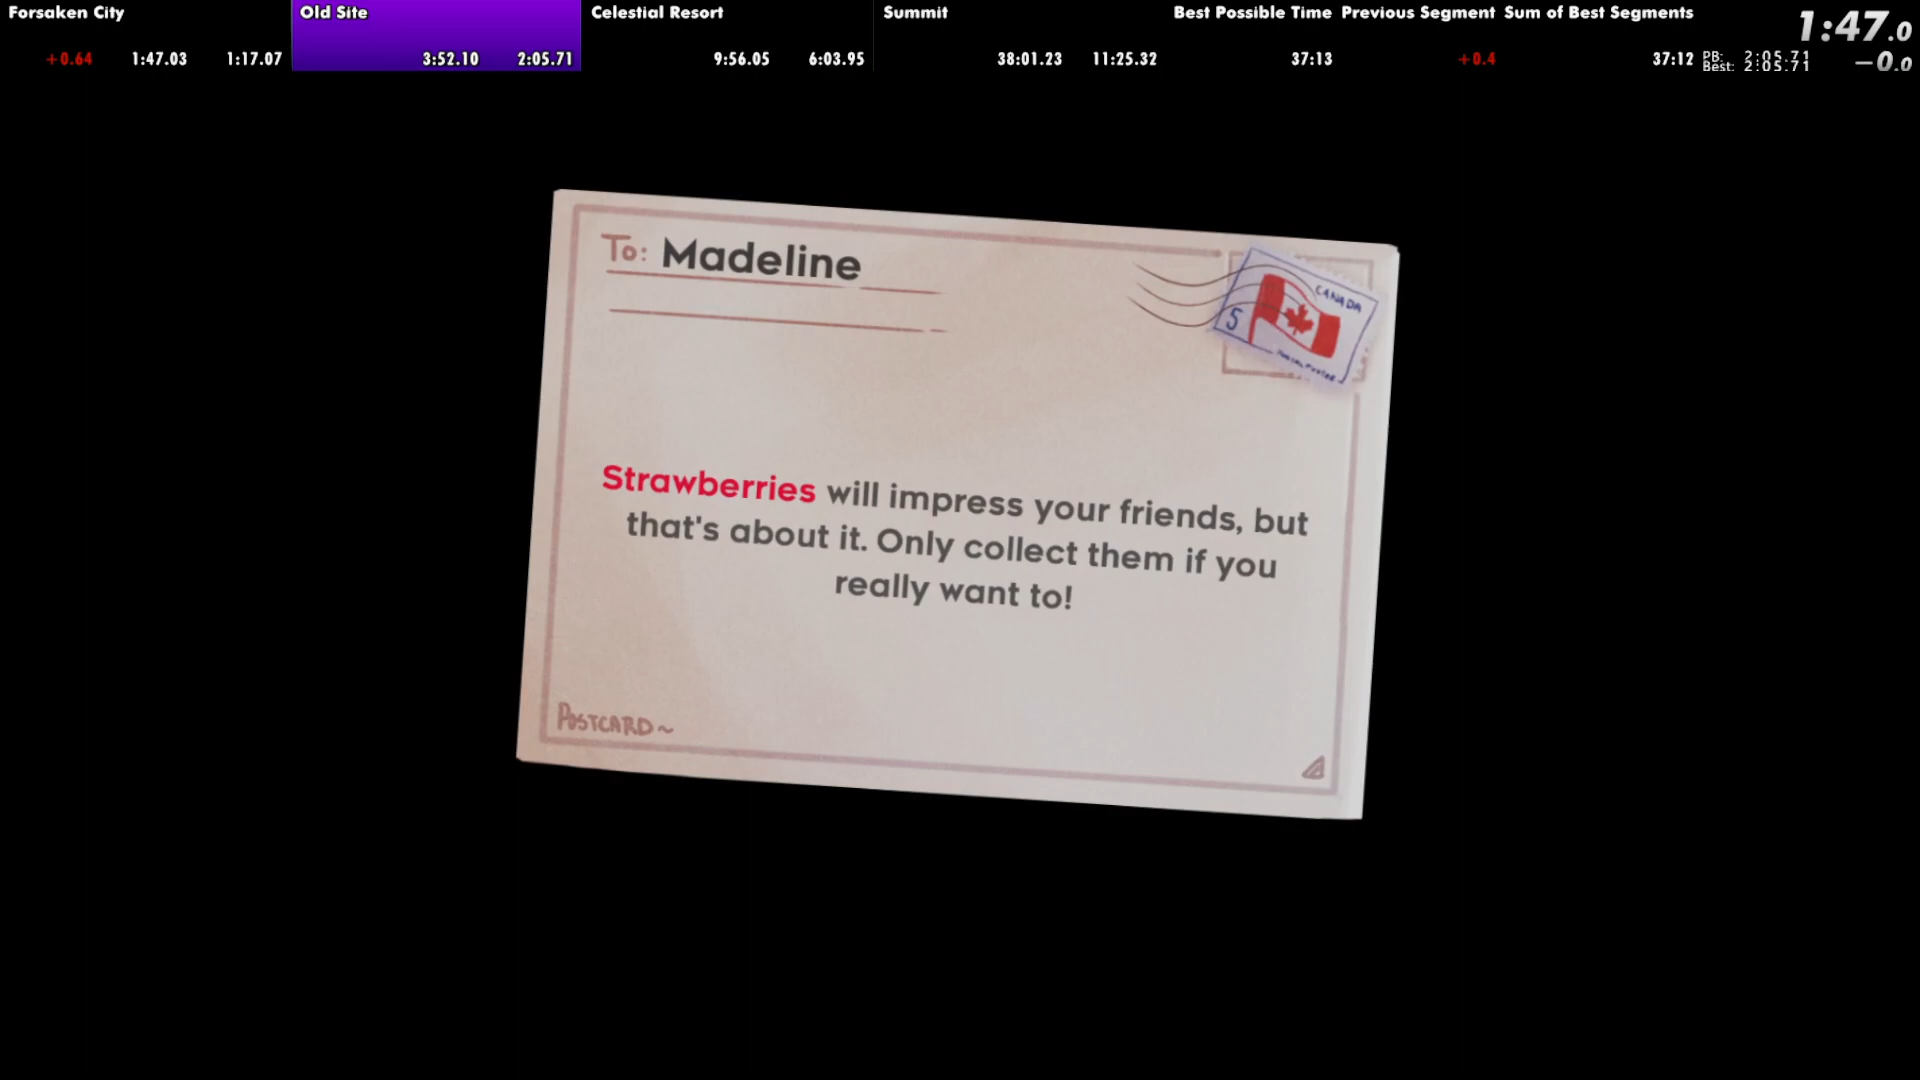 Forsaken City
+0.64 1:47.03 1:17.07
Old Site
3:52.10 2:05.71
Celestial Resort
9:56.05 6:03.95
Summit
38:01.23 11:25.32
Best Possible Time
37:13
Previous Segment
+0.4
Sum of Best Segments
37:12
1:47.0
PB: 2:05.71
Best: 2:05.71
−0.0
To: Madeline
CANADA
5
Strawberries will impress your friends, but
that's about it. Only collect them if you
really want to!
POSTCARD~